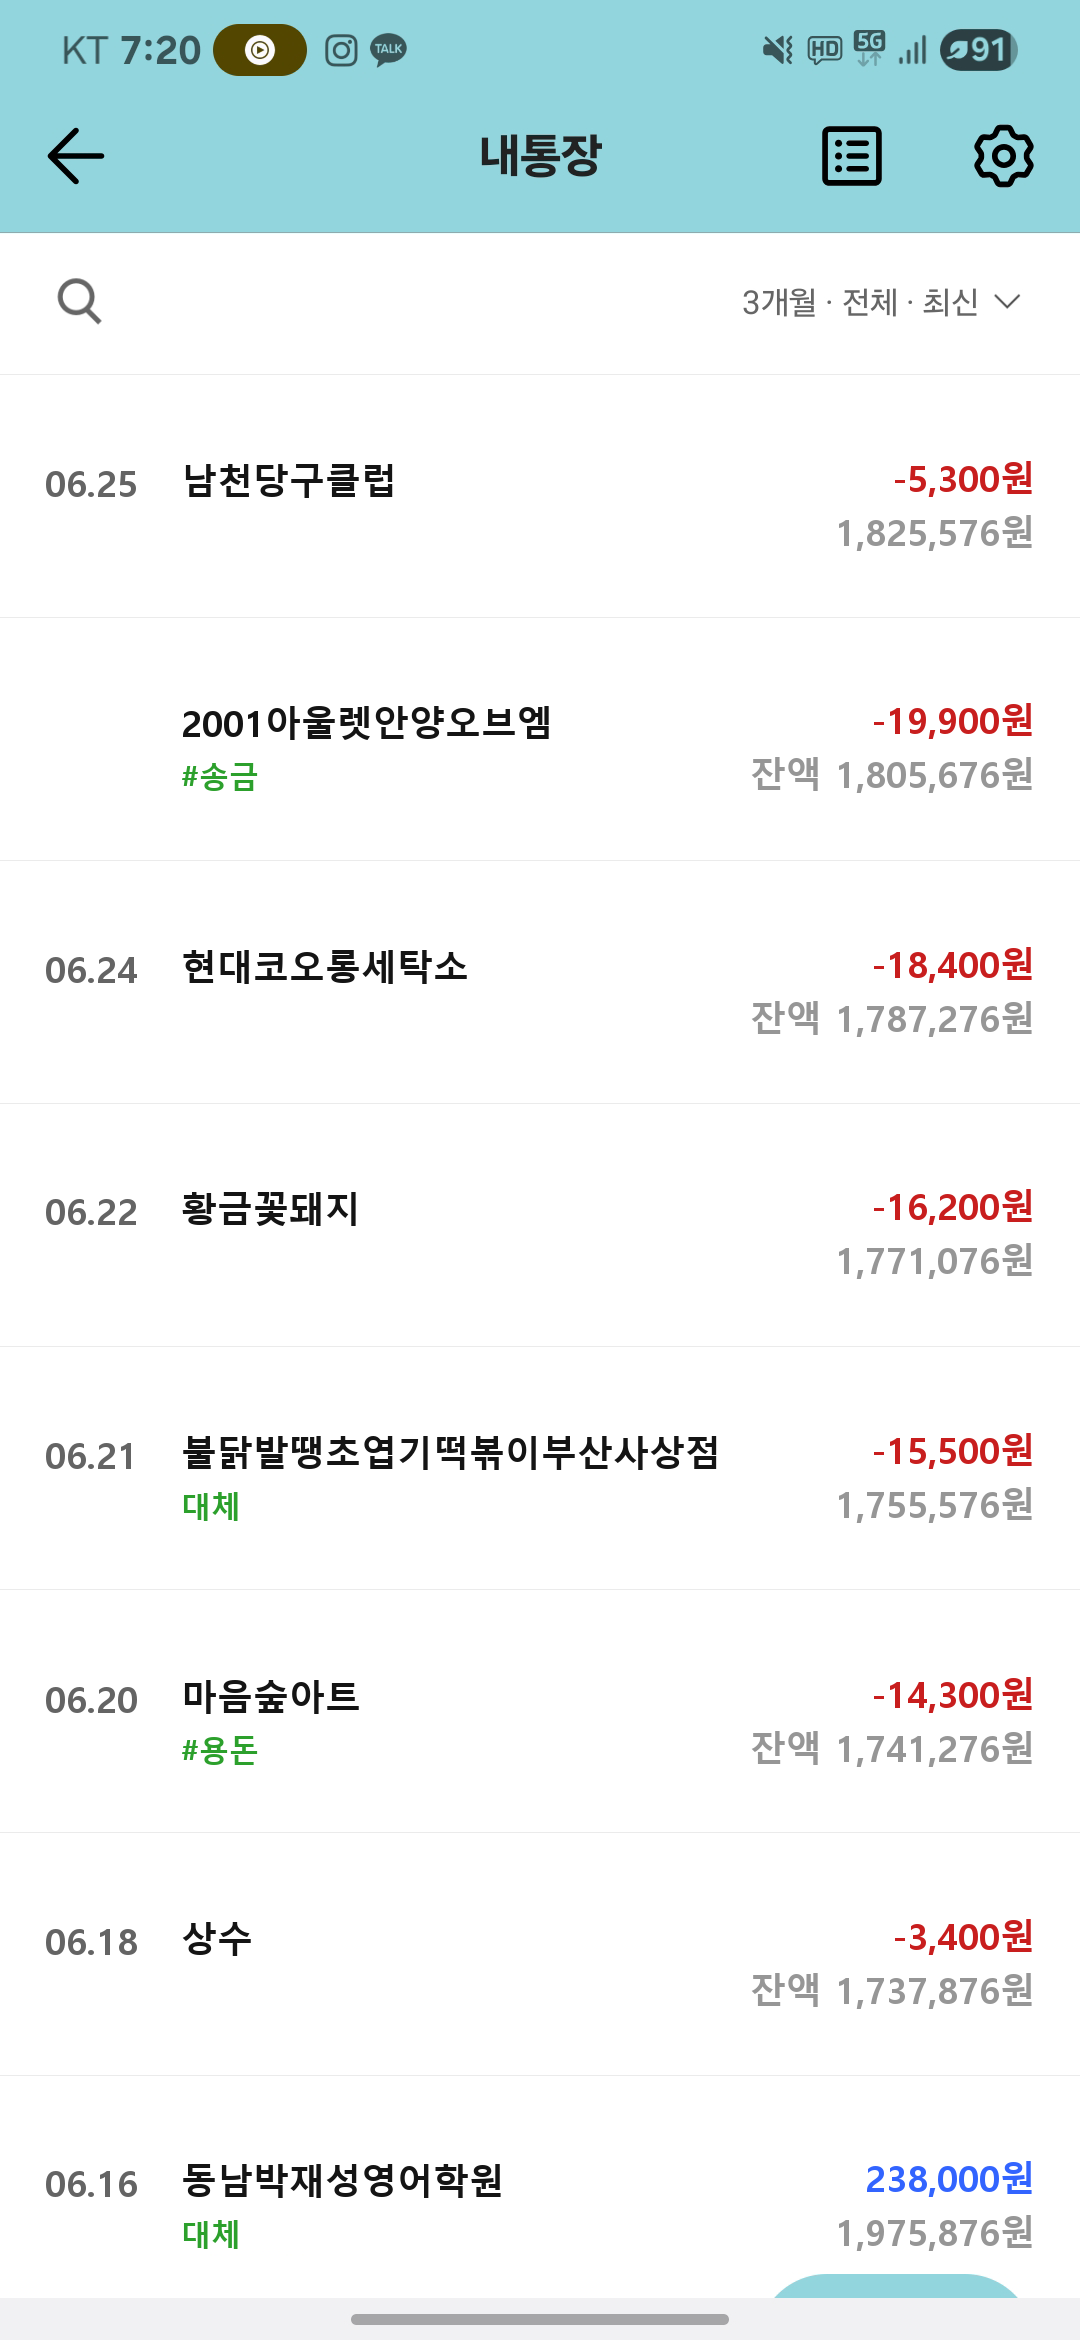 KT 7:20 TALK HD 5G 91
내통장
3개월 · 전체 · 최신
06.25 남천당구클럽 -5,300원
1,825,576원
2001아울렛안양오브엠 -19,900원
#송금 잔액 1,805,676원
06.24 현대코오롱세탁소 -18,400원
잔액 1,787,276원
06.22 황금꽃돼지 -16,200원
1,771,076원
06.21 불닭발땡초엽기떡볶이부산사상점 -15,500원
대체 1,755,576원
06.20 마음숲아트 -14,300원
#용돈 잔액 1,741,276원
06.18 상수 -3,400원
잔액 1,737,876원
06.16 동남박재성영어학원 238,000원
대체 1,975,876원